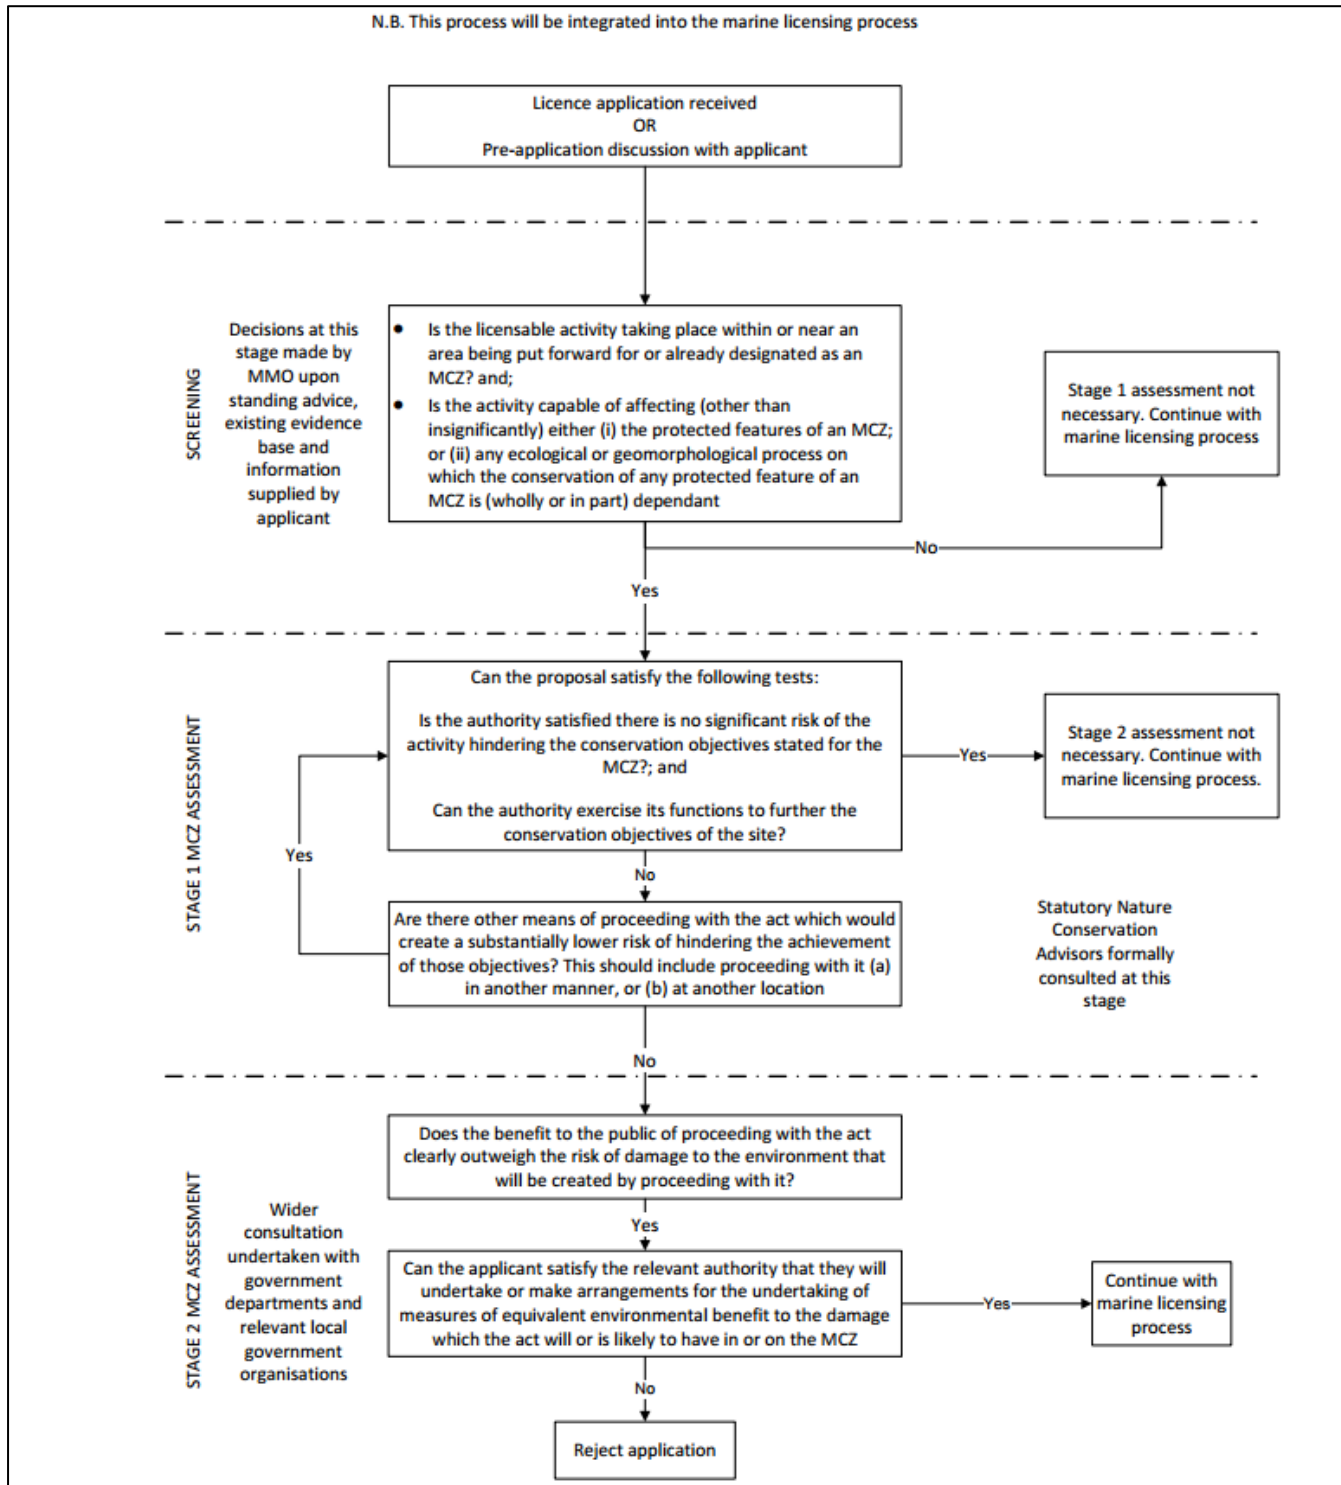 N.B. This process will be integrated into the marine licensing process
Licence application received
OR
Pre-application discussion with applicant
SCREENING
Decisions at this
stage made by
MMO upon
standing advice,
existing evidence
base and
information
supplied by
applicant
● Is the licensable activity taking place within or near an
area being put forward for or already designated as an
MCZ? and;
● Is the activity capable of affecting (other than
insignificantly) either (i) the protected features of an MCZ;
or (ii) any ecological or geomorphological process on
which the conservation of any protected feature of an
MCZ is (wholly or in part) dependant
Stage 1 assessment not
necessary. Continue with
marine licensing process
No
Yes
STAGE 1 MCZ ASSESSMENT
Can the proposal satisfy the following tests:
Is the authority satisfied there is no significant risk of the
activity hindering the conservation objectives stated for the
MCZ?; and
Can the authority exercise its functions to further the
conservation objectives of the site?
Yes
Stage 2 assessment not
necessary. Continue with
marine licensing process.
Yes
No
Are there other means of proceeding with the act which would
create a substantially lower risk of hindering the achievement
of those objectives? This should include proceeding with it (a)
in another manner, or (b) at another location
Statutory Nature
Conservation
Advisors formally
consulted at this
stage
No
STAGE 2 MCZ ASSESSMENT
Wider
consultation
undertaken with
government
departments and
relevant local
government
organisations
Does the benefit to the public of proceeding with the act
clearly outweigh the risk of damage to the environment that
will be created by proceeding with it?
Yes
Can the applicant satisfy the relevant authority that they will
undertake or make arrangements for the undertaking of
measures of equivalent environmental benefit to the damage
which the act will or is likely to have in or on the MCZ
Yes
Continue with
marine licensing
process
No
Reject application